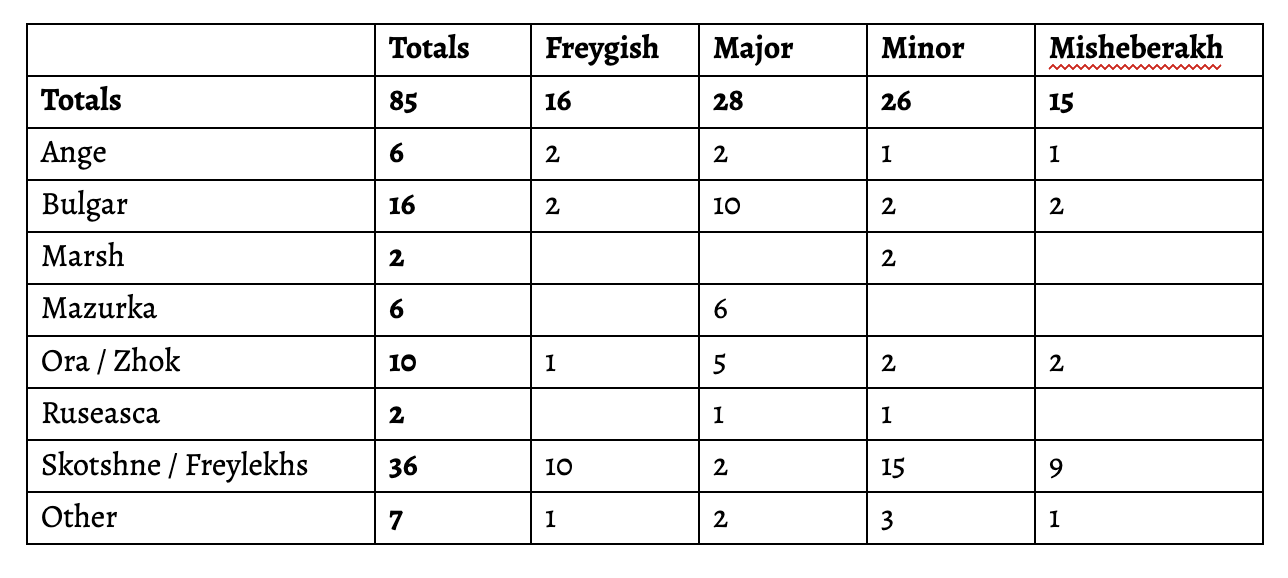 Totals Freygish Major Minor Misheberakh
Totals 85 16 28 26 15
Ange 6 2 2 1 1
Bulgar 16 2 10 2 2
Marsh 2 2
Mazurka 6 6
Ora / Zhok 10 1 5 2 2
Ruseasca 2 1 1
Skotshne / Freylekhs 36 10 2 15 9
Other 7 1 2 3 1